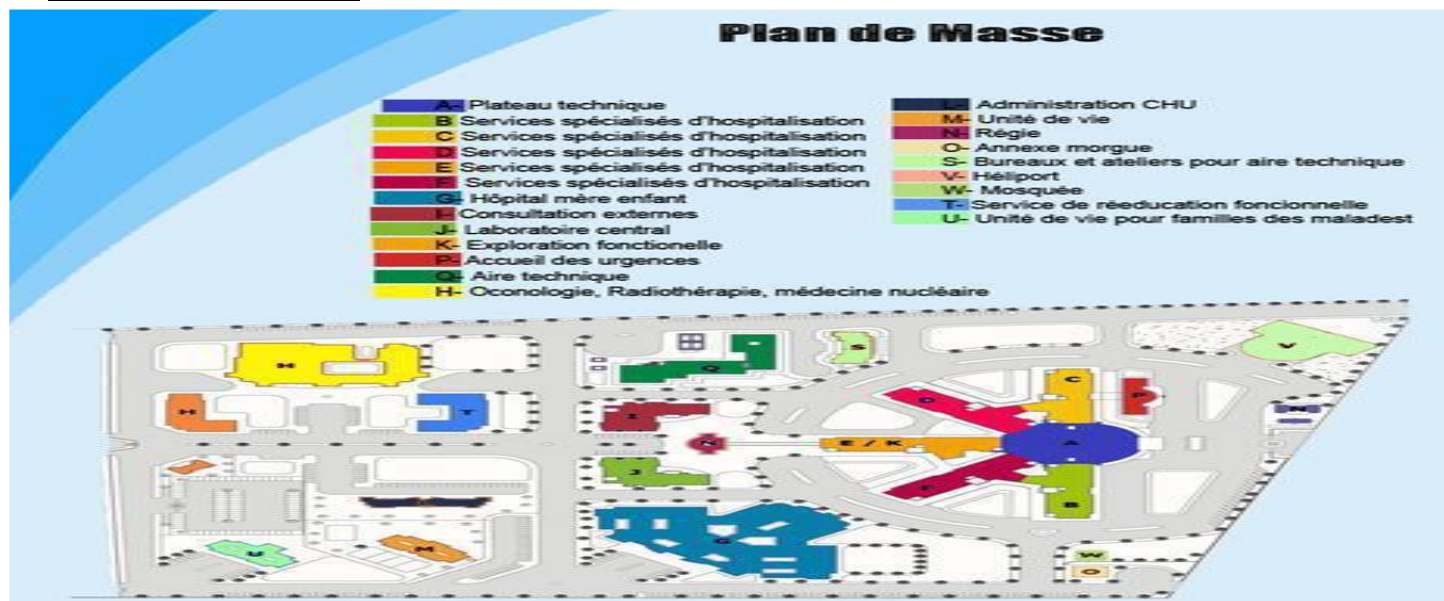 Plan de Masse
A- Plateau technique
B Services spécialisés d'hospitalisation
C Services spécialisés d'hospitalisation
D Services spécialisés d'hospitalisation
E Services spécialisés d'hospitalisation
F Services spécialisés d'hospitalisation
G- Hôpital mère enfant
I- Consultation externes
J- Laboratoire central
K- Exploration fonctionelle
P- Accueil des urgences
Q- Aire technique
H- Oconologie, Radiothérapie, médecine nucléaire
L- Administration CHU
M- Unité de vie
N- Régie
O- Annexe morgue
S- Bureaux et ateliers pour aire technique
V- Héliport
W- Mosquée
T- Service de réeducation foncionnelle
U- Unité de vie pour familles des maladest
H
Q
S
V
C
P
H
T
I
D
N
N
E / K
A
J
F
B
G
U
M
W
O